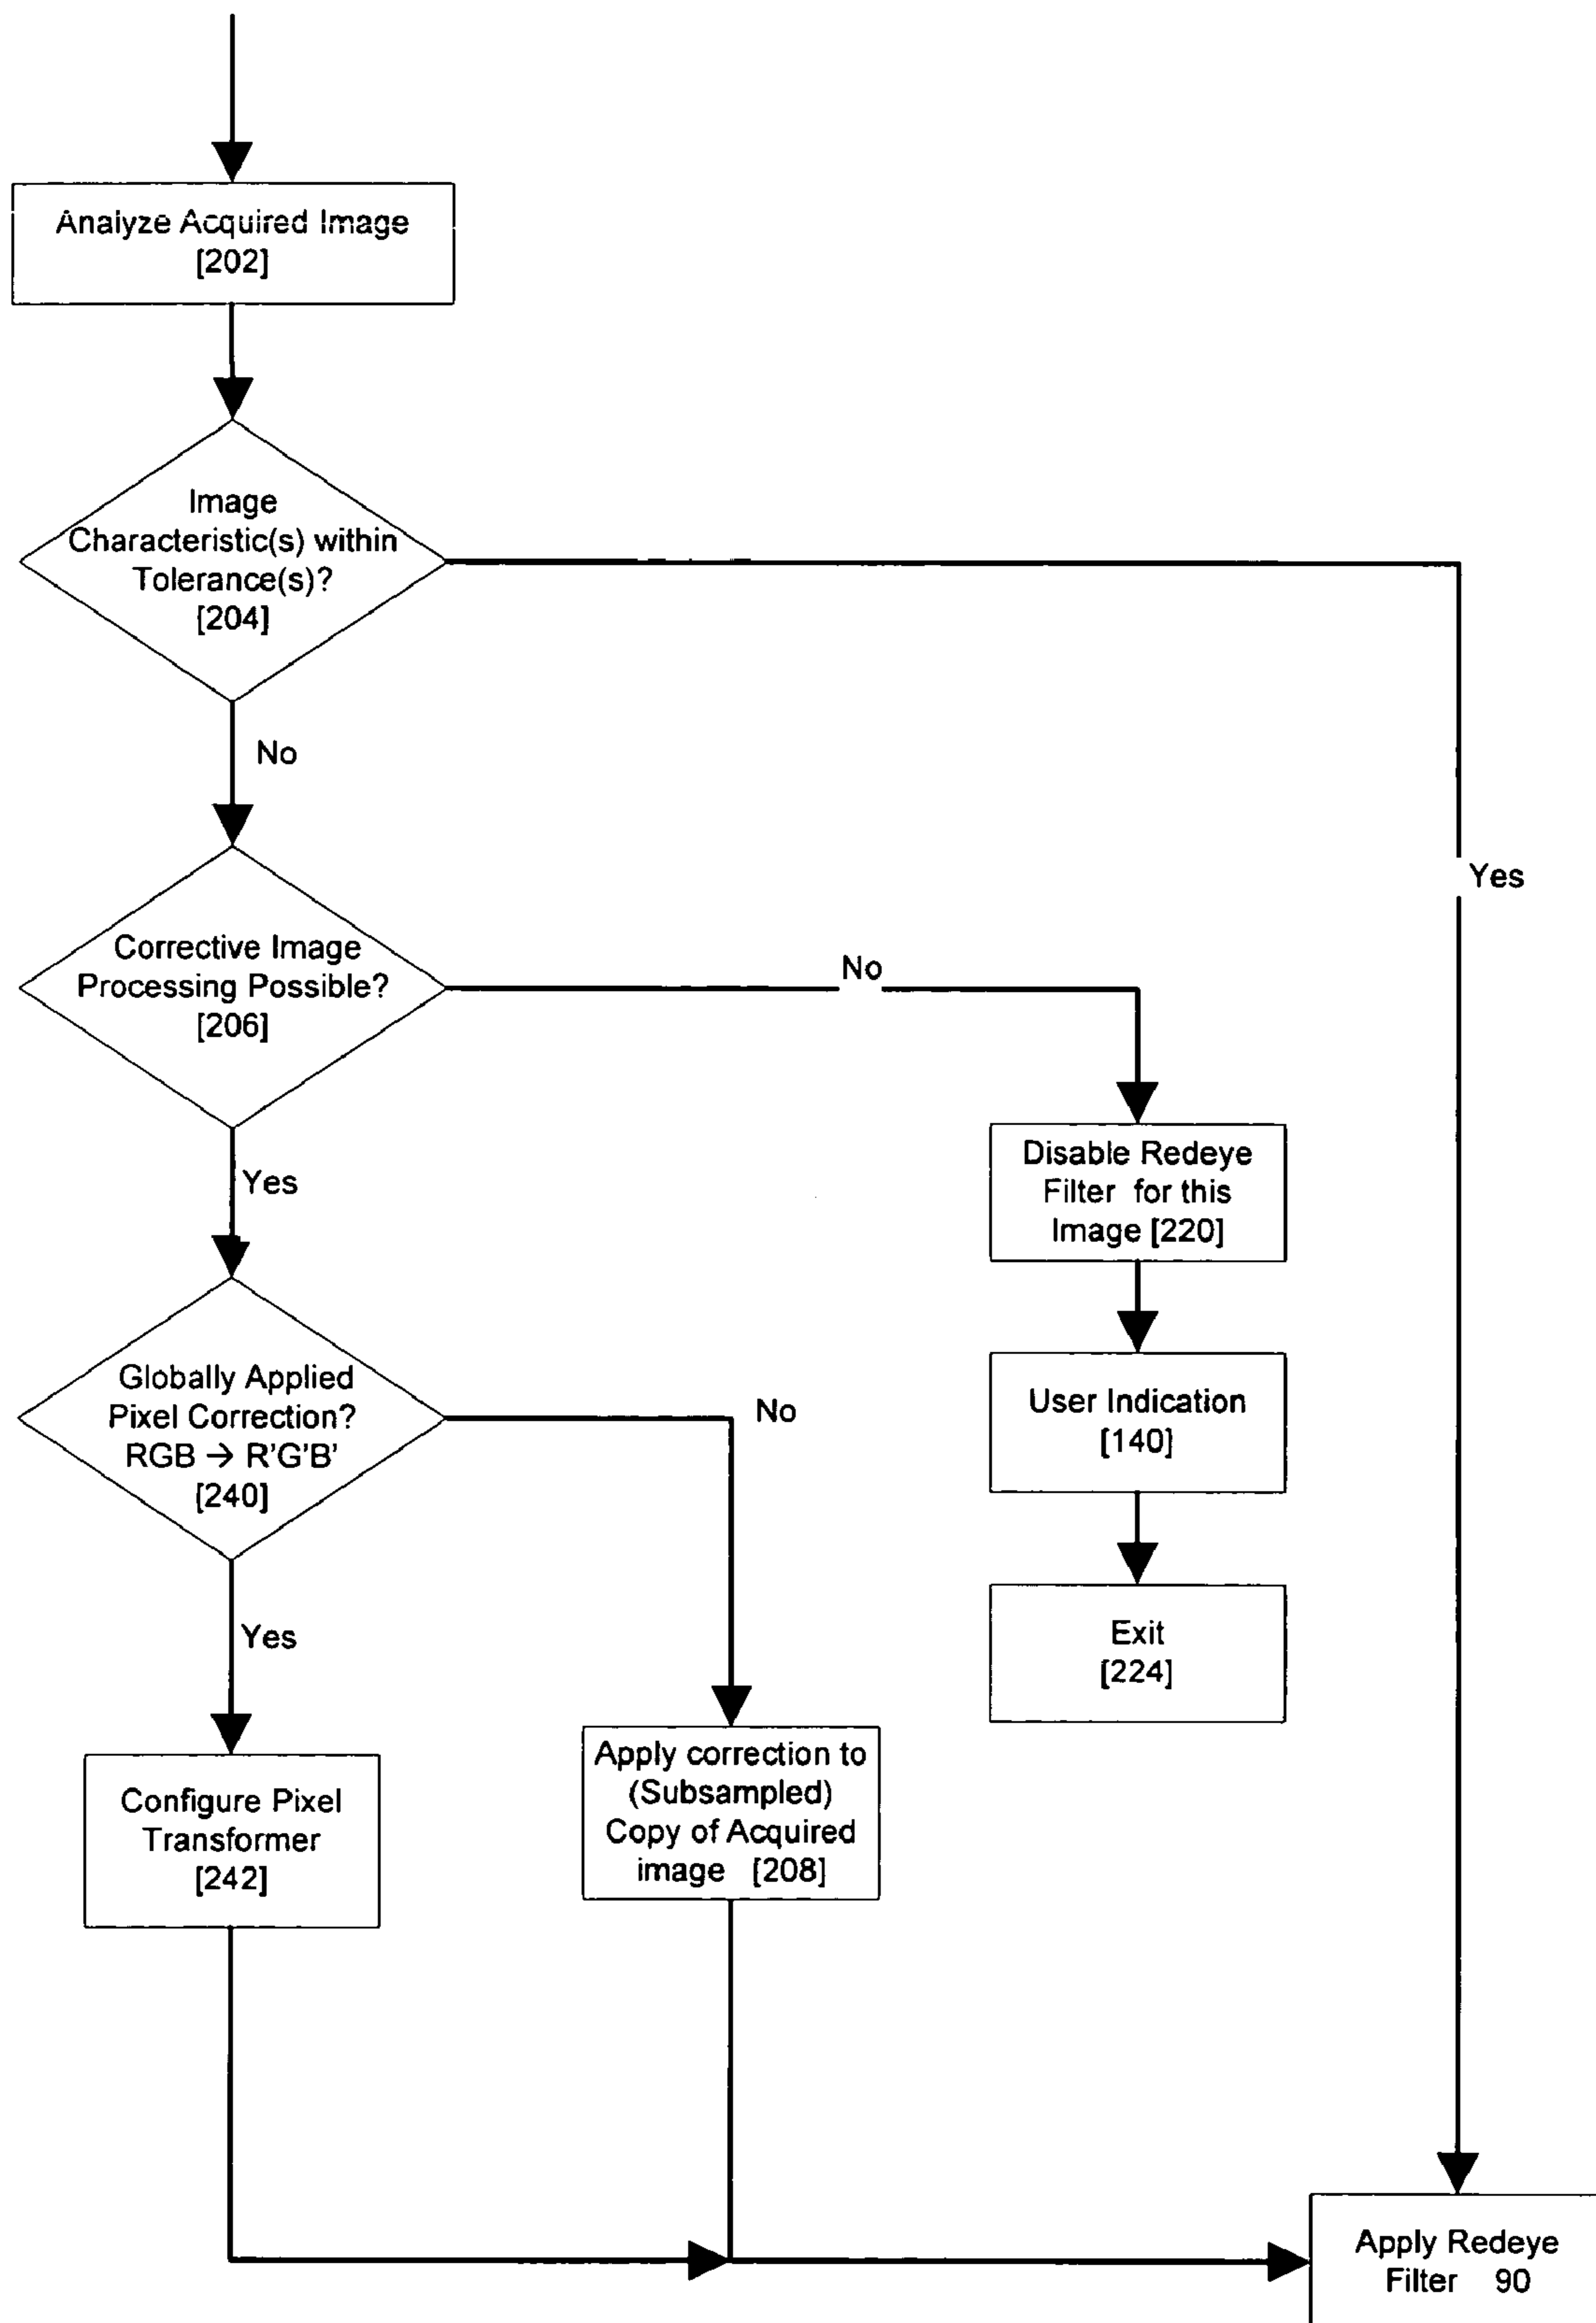 Analyze Acquired Image
[202]
Image
Characteristic(s) within
Tolerance(s)?
[204]
No
Yes
Corrective Image
Processing Possible?
[206]
No
Yes
Disable Redeye
Filter for this
Image [220]
User Indication
[140]
Exit
[224]
Globally Applied
Pixel Correction?
RGB → R'G'B'
[240]
No
Yes
Configure Pixel
Transformer
[242]
Apply correction to
(Subsampled)
Copy of Acquired
image [208]
Apply Redeye
Filter 90